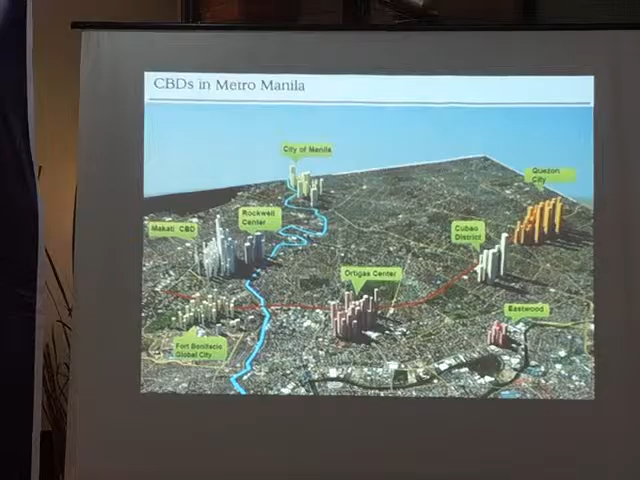 CBDs in Metro Manila
City of Manila
Quezon
City
Rockwell
Center
Makati CBD
Cubao
District
Ortigas Center
Eastwood
Fort Bonifacio
Global City